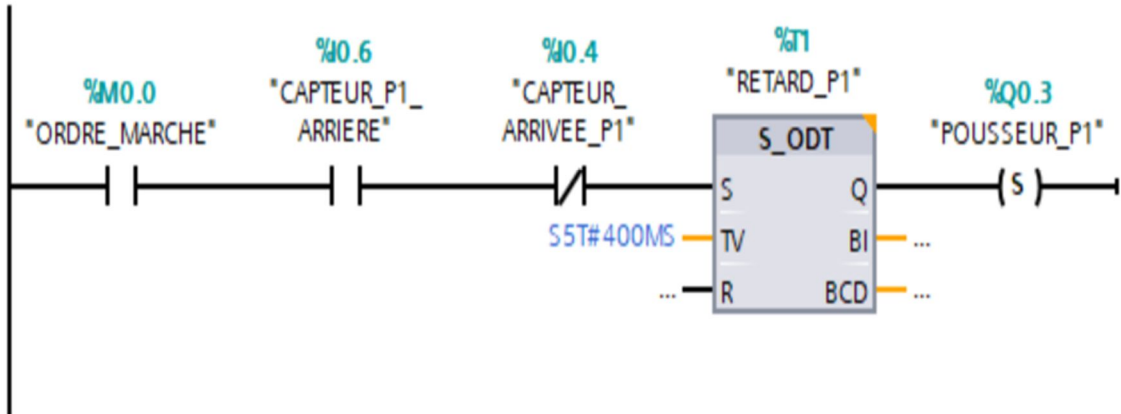 %M0.0
"ORDRE_MARCHE"
%I0.6
"CAPTEUR_P1_
ARRIERE"
%I0.4
"CAPTEUR_
ARRIVEE_P1"
%T1
"RETARD_P1"
%Q0.3
"POUSSEUR_P1"
S_ODT
S Q
( S )
S5T#400MS TV BI ...
... R BCD ...